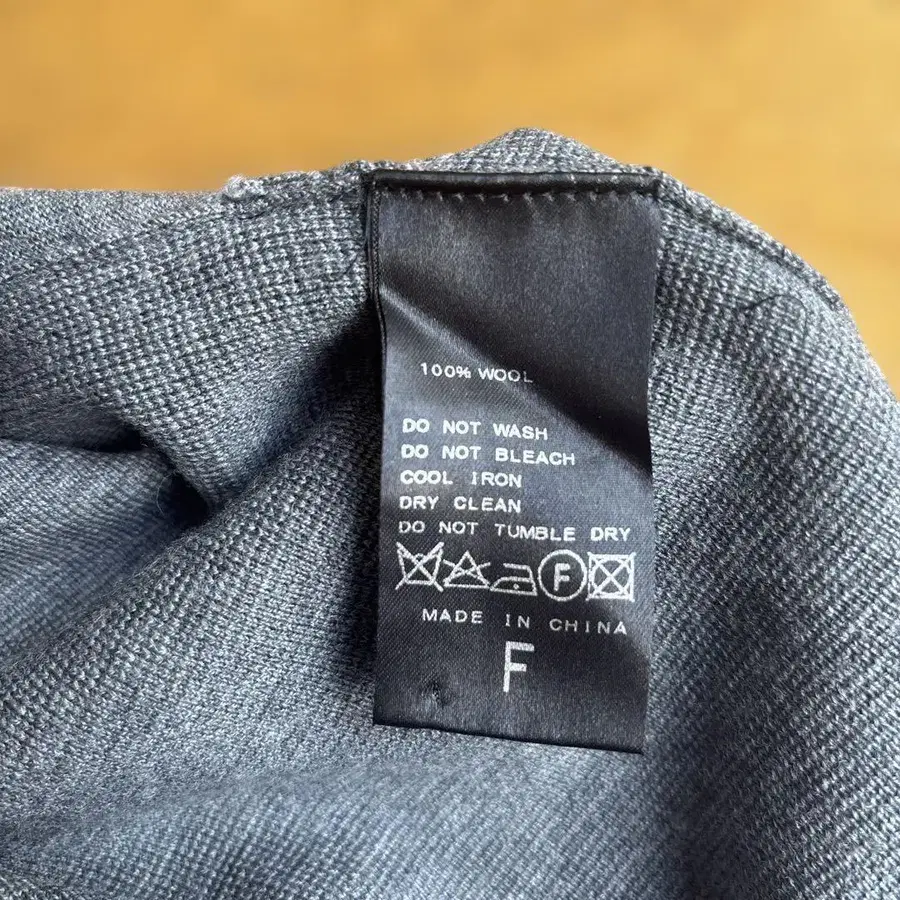 100% WOOL
DO NOT WASH
DO NOT BLEACH
COOL IRON
DRY CLEAN
DO NOT TUMBLE DRY
F
MADE IN CHINA
F